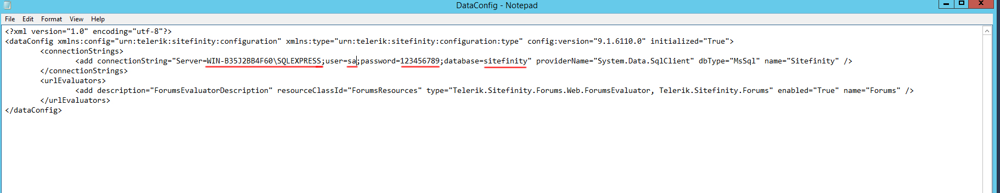 DataConfig - Notepad
File Edit Format View Help
<?xml version="1.0" encoding="utf-8"?>
<dataConfig xmlns:config="urn:telerik:sitefinity:configuration" xmlns:type="urn:telerik:sitefinity:configuration:type" config:version="9.1.6110.0" initialized="True">
<connectionStrings>
<add connectionString="Server=WIN-B35J2BB4F60\SQLEXPRESS;user=sa;password=123456789;database=sitefinity" providerName="System.Data.SqlClient" dbType="MsSql" name="Sitefinity" />
</connectionStrings>
<urlEvaluators>
<add description="ForumsEvaluatorDescription" resourceClassId="ForumsResources" type="Telerik.Sitefinity.Forums.Web.ForumsEvaluator, Telerik.Sitefinity.Forums" enabled="True" name="Forums" />
</urlEvaluators>
</dataConfig>